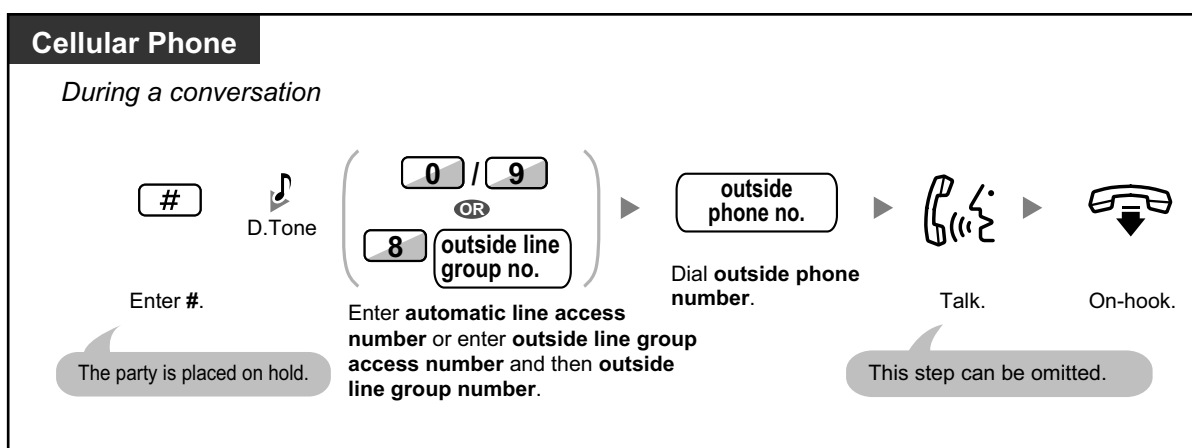 Cellular Phone
During a conversation
#
D.Tone
0 / 9
OR
8 outside line group no.
outside
phone no.
Enter #.
The party is placed on hold.
Enter automatic line access
number or enter outside line group
access number and then outside
line group number.
Dial outside phone
number.
Talk.
This step can be omitted.
On-hook.